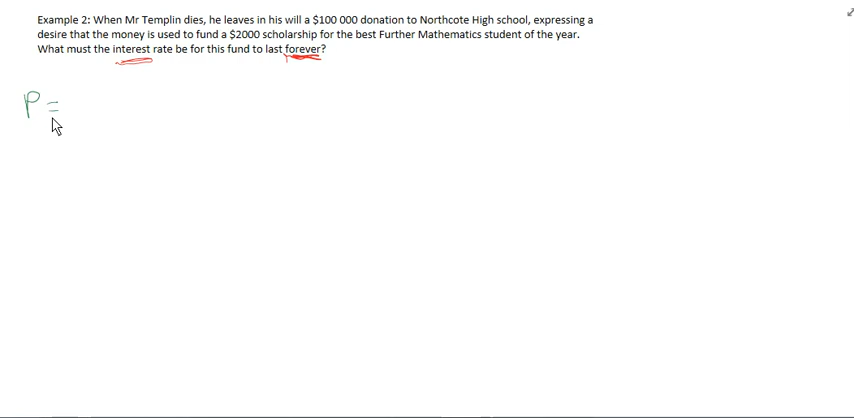 Example 2: When Mr Templin dies, he leaves in his will a $100 000 donation to Northcote High school, expressing a
desire that the money is used to fund a $2000 scholarship for the best Further Mathematics student of the year.
What must the interest rate be for this fund to last forever?
P =